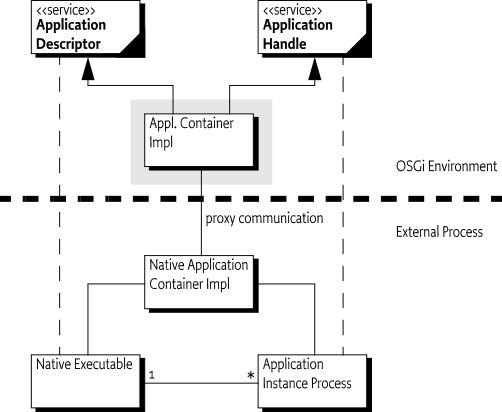 <<service>>
Application
Descriptor
<<service>>
Application
Handle
Appl. Container
Impl
OSGi Environment
proxy communication
External Process
Native Application
Container Impl
Native Executable
1
*
Application
Instance Process